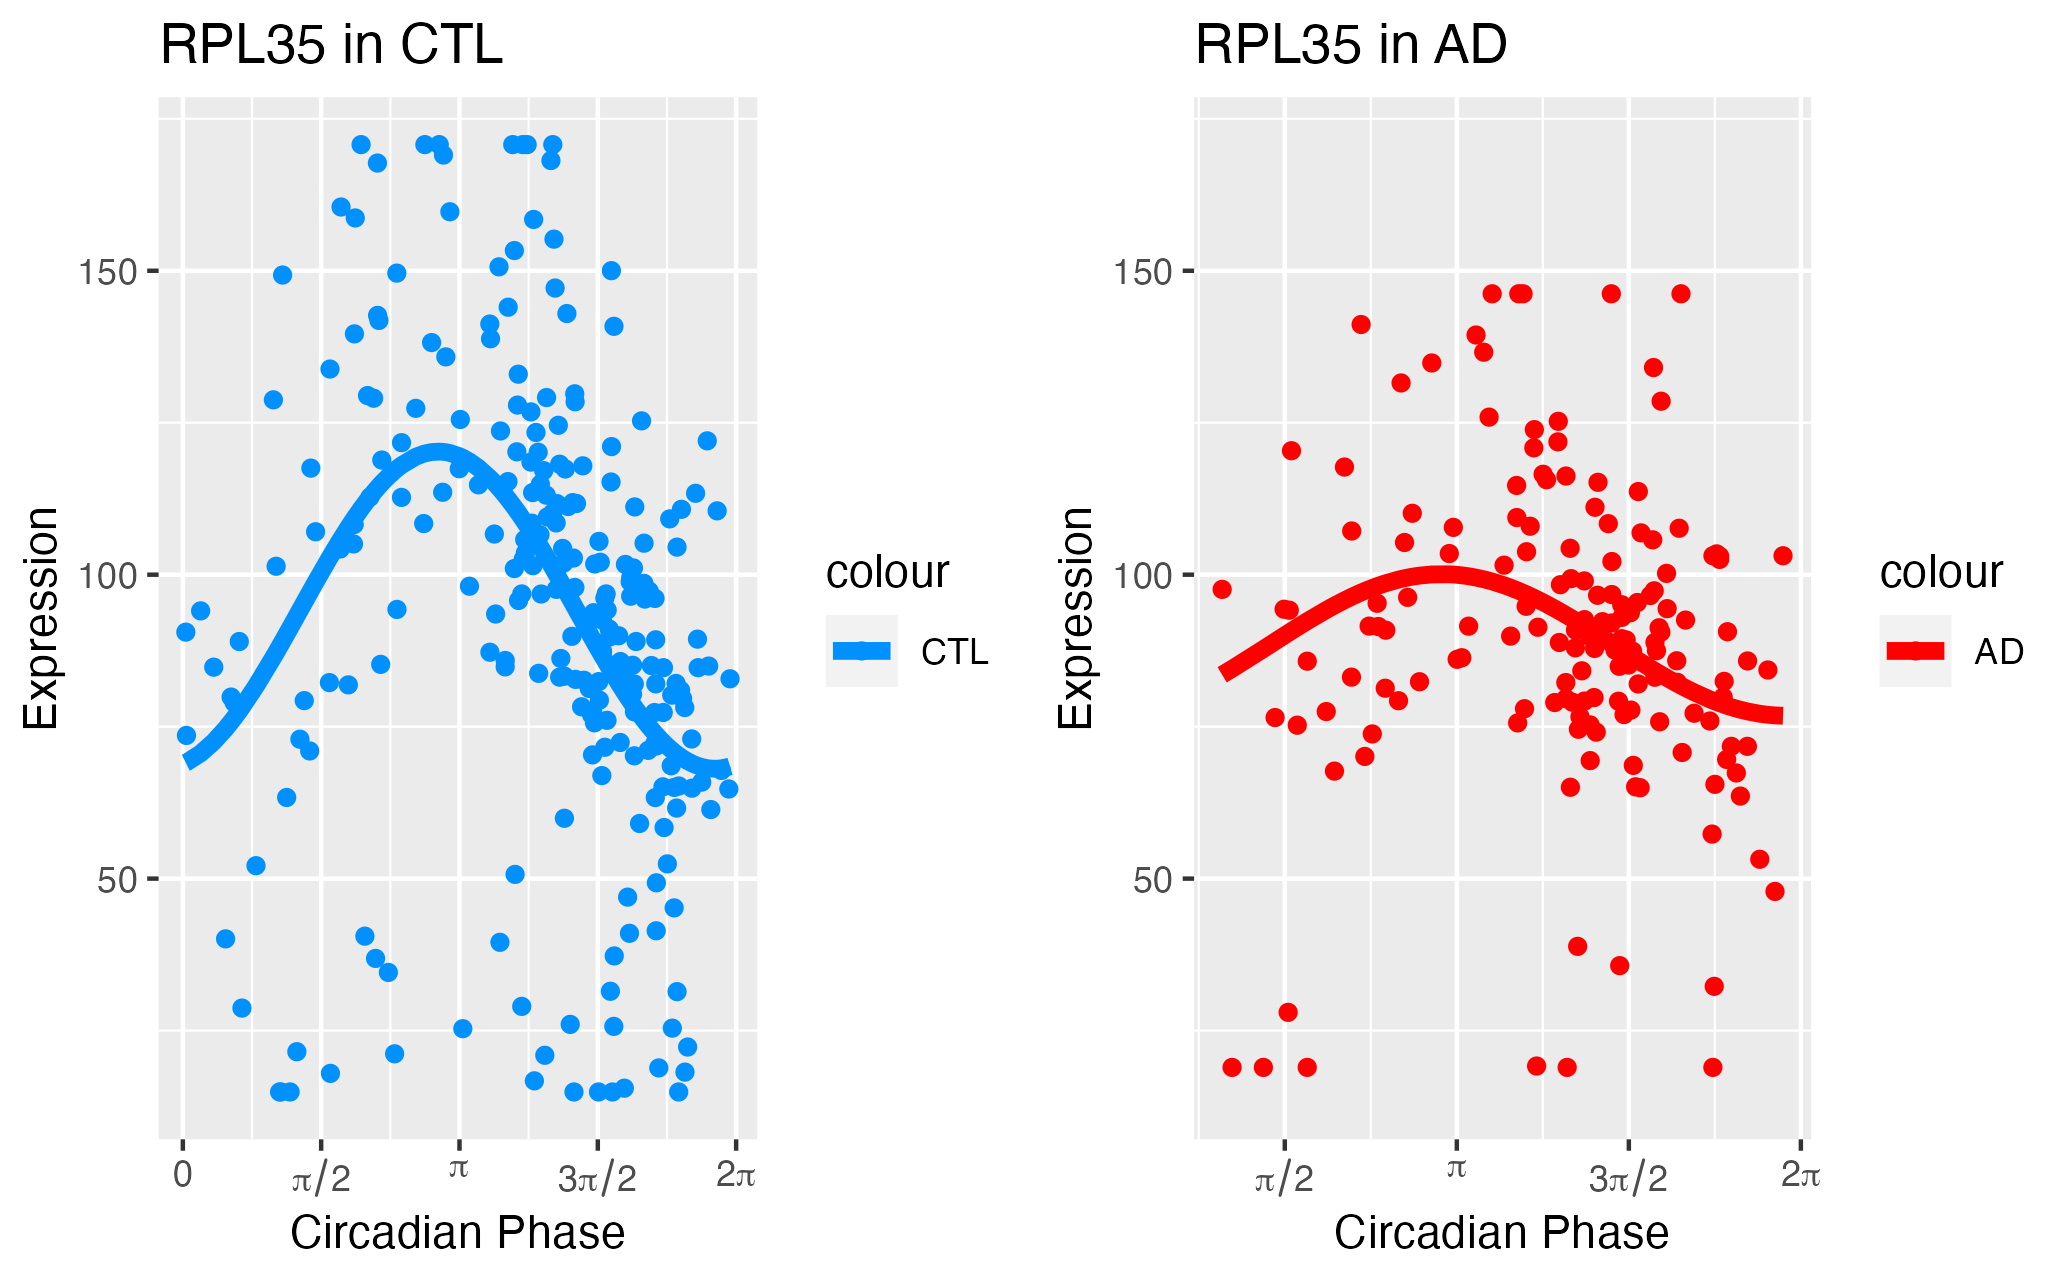 RPL35 in CTL
150
100
50
Expression
0
π/2
π
3π/2
2π
Circadian Phase
colour
CTL
RPL35 in AD
150
100
50
Expression
π/2
π
3π/2
2π
Circadian Phase
colour
AD